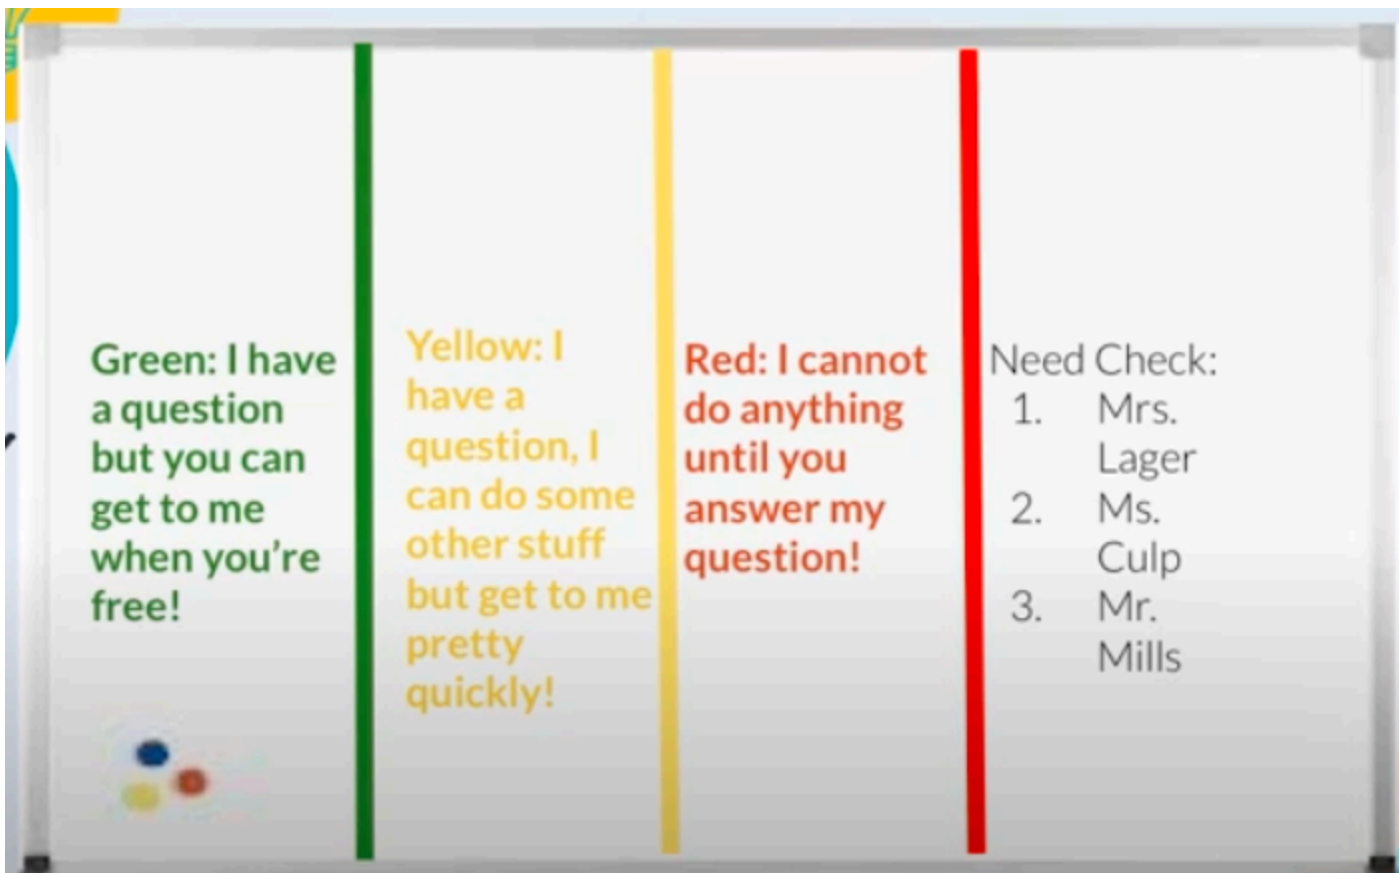 Green: I have
a question
but you can
get to me
when you're
free!
Yellow: I
have a
question, I
can do some
other stuff
but get to me
pretty
quickly!
Red: I cannot
do anything
until you
answer my
question!
Need Check:
1. Mrs.
Lager
2. Ms.
Culp
3. Mr.
Mills